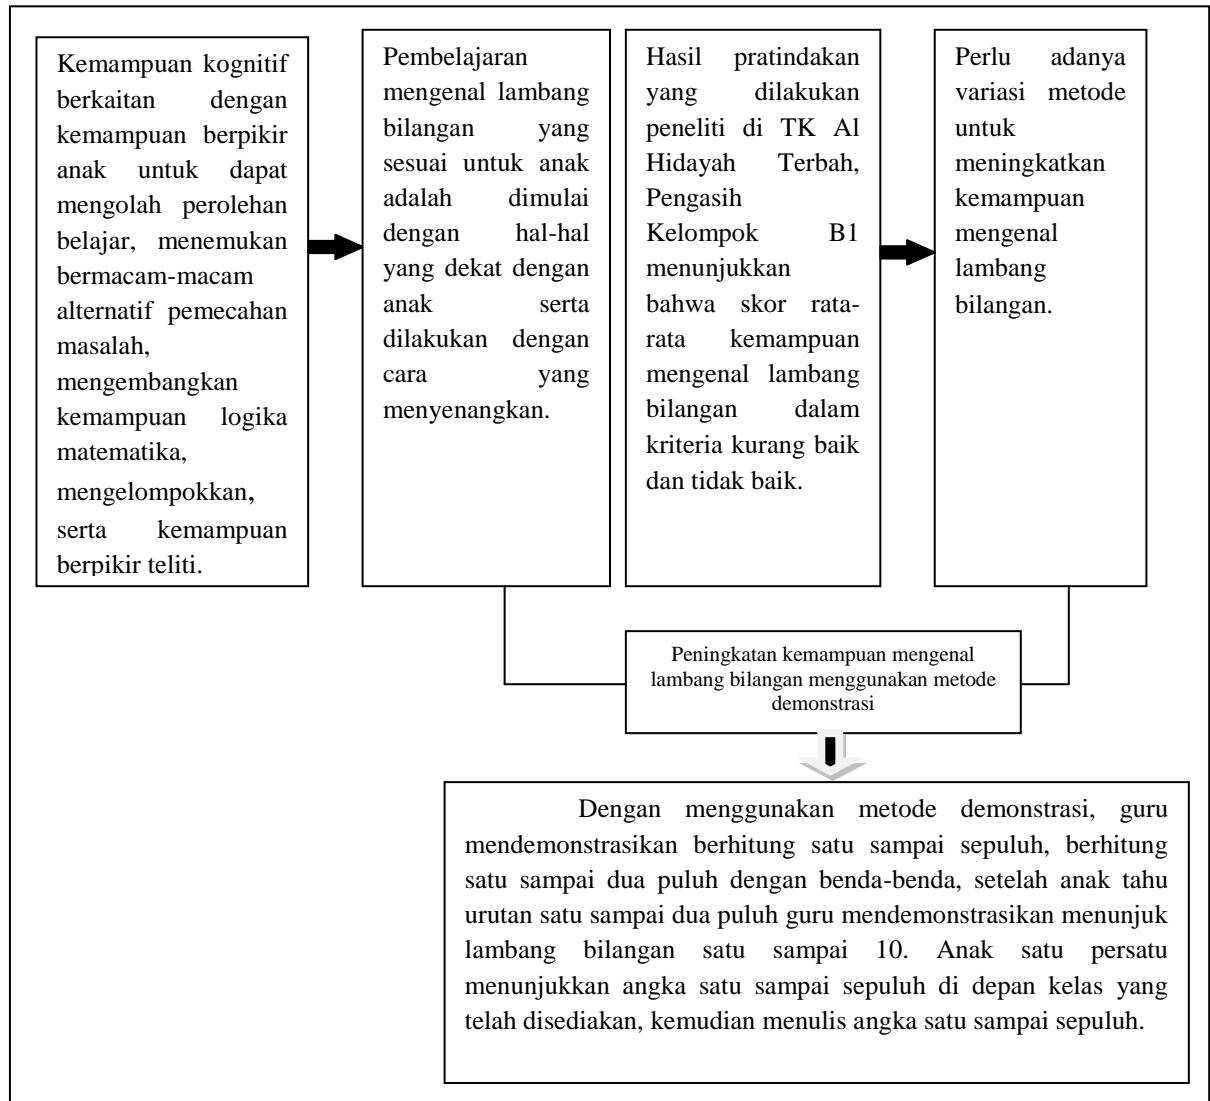 Kemampuan kognitif
berkaitan dengan
kemampuan berpikir
anak untuk dapat
mengolah perolehan
belajar, menemukan
bermacam-macam
alternatif pemecahan
masalah,
mengembangkan
kemampuan logika
matematika,
mengelompokkan,
serta kemampuan
berpikir teliti.
Pembelajaran
mengenal lambang
bilangan yang
sesuai untuk anak
adalah dimulai
dengan hal-hal
yang dekat dengan
anak serta
dilakukan dengan
cara yang
menyenangkan.
Hasil pratindakan
yang dilakukan
peneliti di TK Al
Hidayah Terbah,
Pengasih
Kelompok B1
menunjukkan
bahwa skor rata-
rata kemampuan
mengenal lambang
bilangan dalam
kriteria kurang baik
dan tidak baik.
Perlu adanya
variasi metode
untuk
meningkatkan
kemampuan
mengenal
lambang
bilangan.
Peningkatan kemampuan mengenal
lambang bilangan menggunakan metode
demonstrasi
Dengan menggunakan metode demonstrasi, guru
mendemonstrasikan berhitung satu sampai sepuluh, berhitung
satu sampai dua puluh dengan benda-benda, setelah anak tahu
urutan satu sampai dua puluh guru mendemonstrasikan menunjuk
lambang bilangan satu sampai 10. Anak satu persatu
menunjukkan angka satu sampai sepuluh di depan kelas yang
telah disediakan, kemudian menulis angka satu sampai sepuluh.